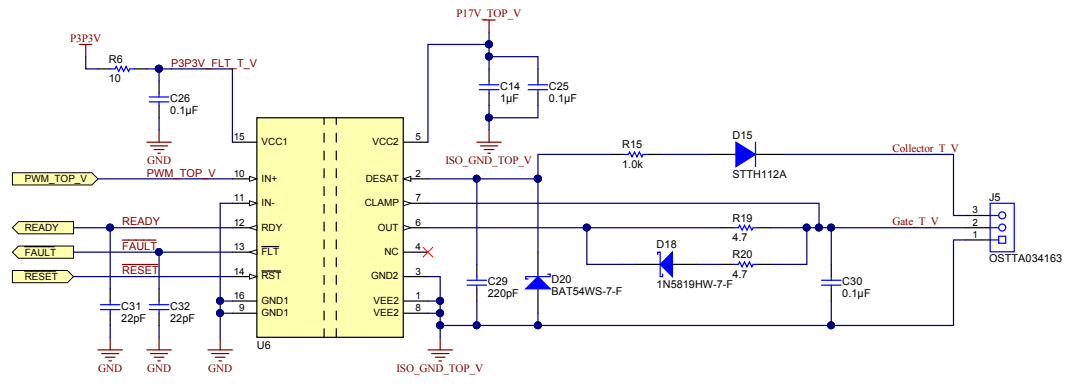 P17V_TOP_V
P3P3V
R6
10
P3P3V_FLT_T_V
C26
0.1µF
GND
C14
1µF
C25
0.1µF
ISO_GND_TOP_V
15
VCC1
VCC2
5
R15
1.0k
D15
STTH112A
Collector_T_V
PWM_TOP_V
PWM_TOP_V
10
IN+
DESAT
2
11
IN-
CLAMP
7
J5
READY
READY
12
RDY
OUT
6
R19
4.7
Gate_T_V
3
2
1
OSTTA034163
FAULT
FAULT
13
FLT
NC
4
D18
1N5819HW-7-F
R20
4.7
RESET
RESET
14
RST
GND2
3
C29
220pF
D20
BAT54WS-7-F
C30
0.1µF
C31
22pF
C32
22pF
16
GND1
VEE2
1
9
GND1
VEE2
8
U6
GND
GND
GND
ISO_GND_TOP_V